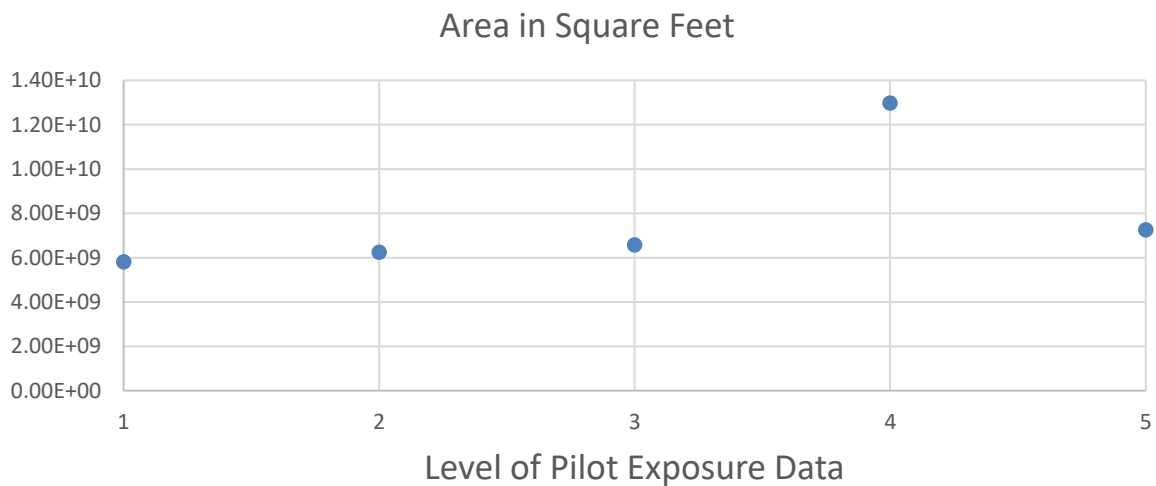 Area in Square Feet
1.40E+10
1.20E+10
1.00E+10
8.00E+09
6.00E+09
4.00E+09
2.00E+09
0.00E+00
1 2 3 4 5
Level of Pilot Exposure Data